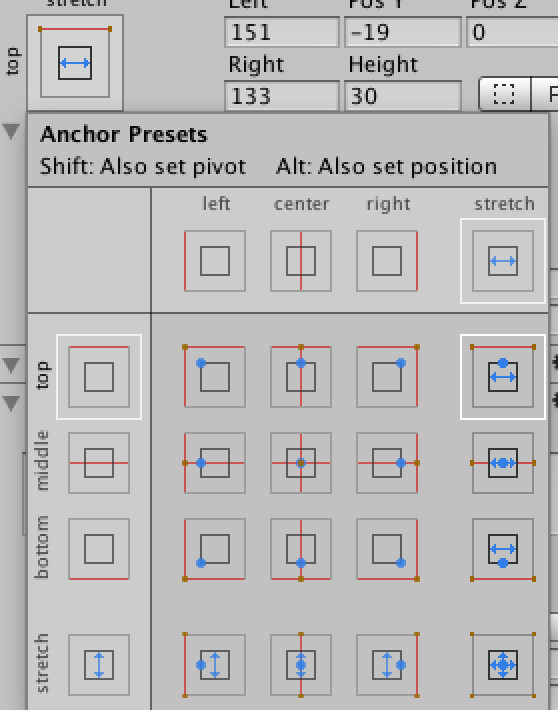 stretch
Left Pos Y Pos Z
top
151 -19 0
Right Height
133 30
Anchor Presets
Shift: Also set pivot Alt: Also set position
left center right stretch
top
middle
bottom
stretch